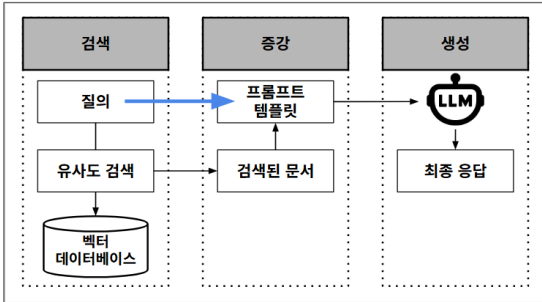 검색
증강
생성
질의
프롬프트
템플릿
LLM
유사도 검색
검색된 문서
최종 응답
벡터
데이터베이스